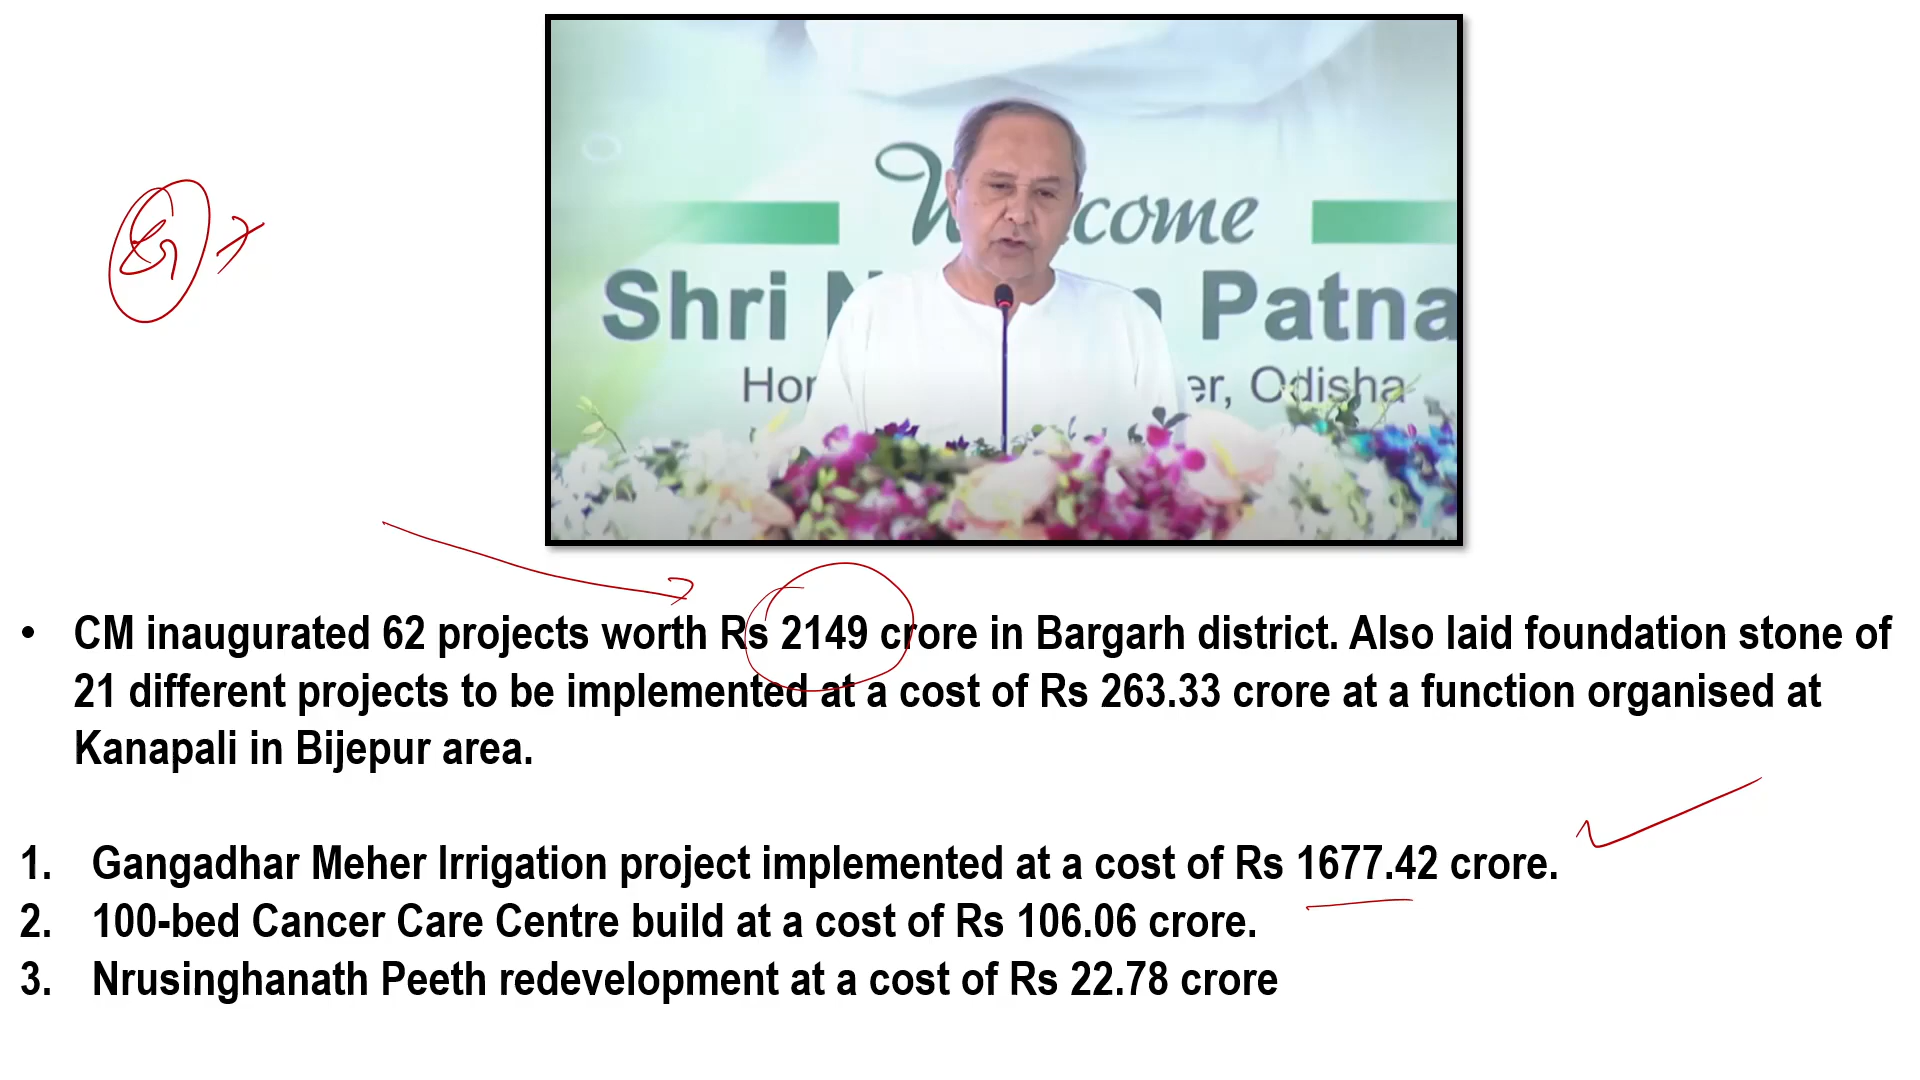 Welcome
Shri Patna
Odisha
• CM inaugurated 62 projects worth Rs 2149 crore in Bargarh district. Also laid foundation stone of
21 different projects to be implemented at a cost of Rs 263.33 crore at a function organised at
Kanapali in Bijepur area.
1. Gangadhar Meher Irrigation project implemented at a cost of Rs 1677.42 crore.
2. 100-bed Cancer Care Centre build at a cost of Rs 106.06 crore.
3. Nrusinghanath Peeth redevelopment at a cost of Rs 22.78 crore